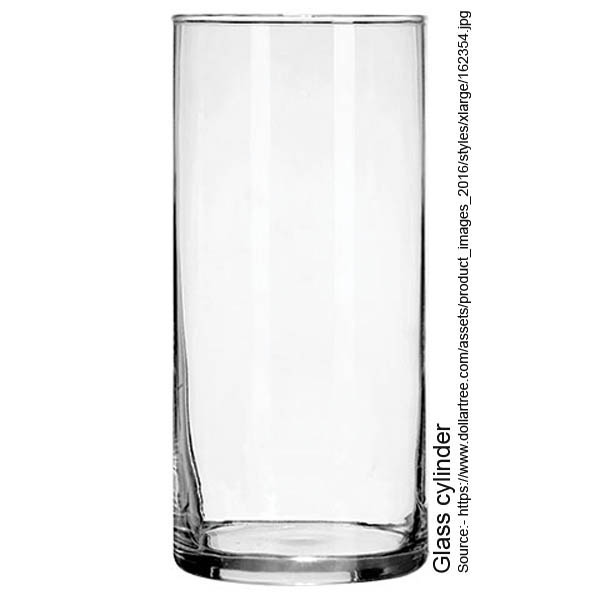 Glass cylinder
Source:- https://www.dollartree.com/assets/product_images_2016/styles/xlarge/162354.jpg